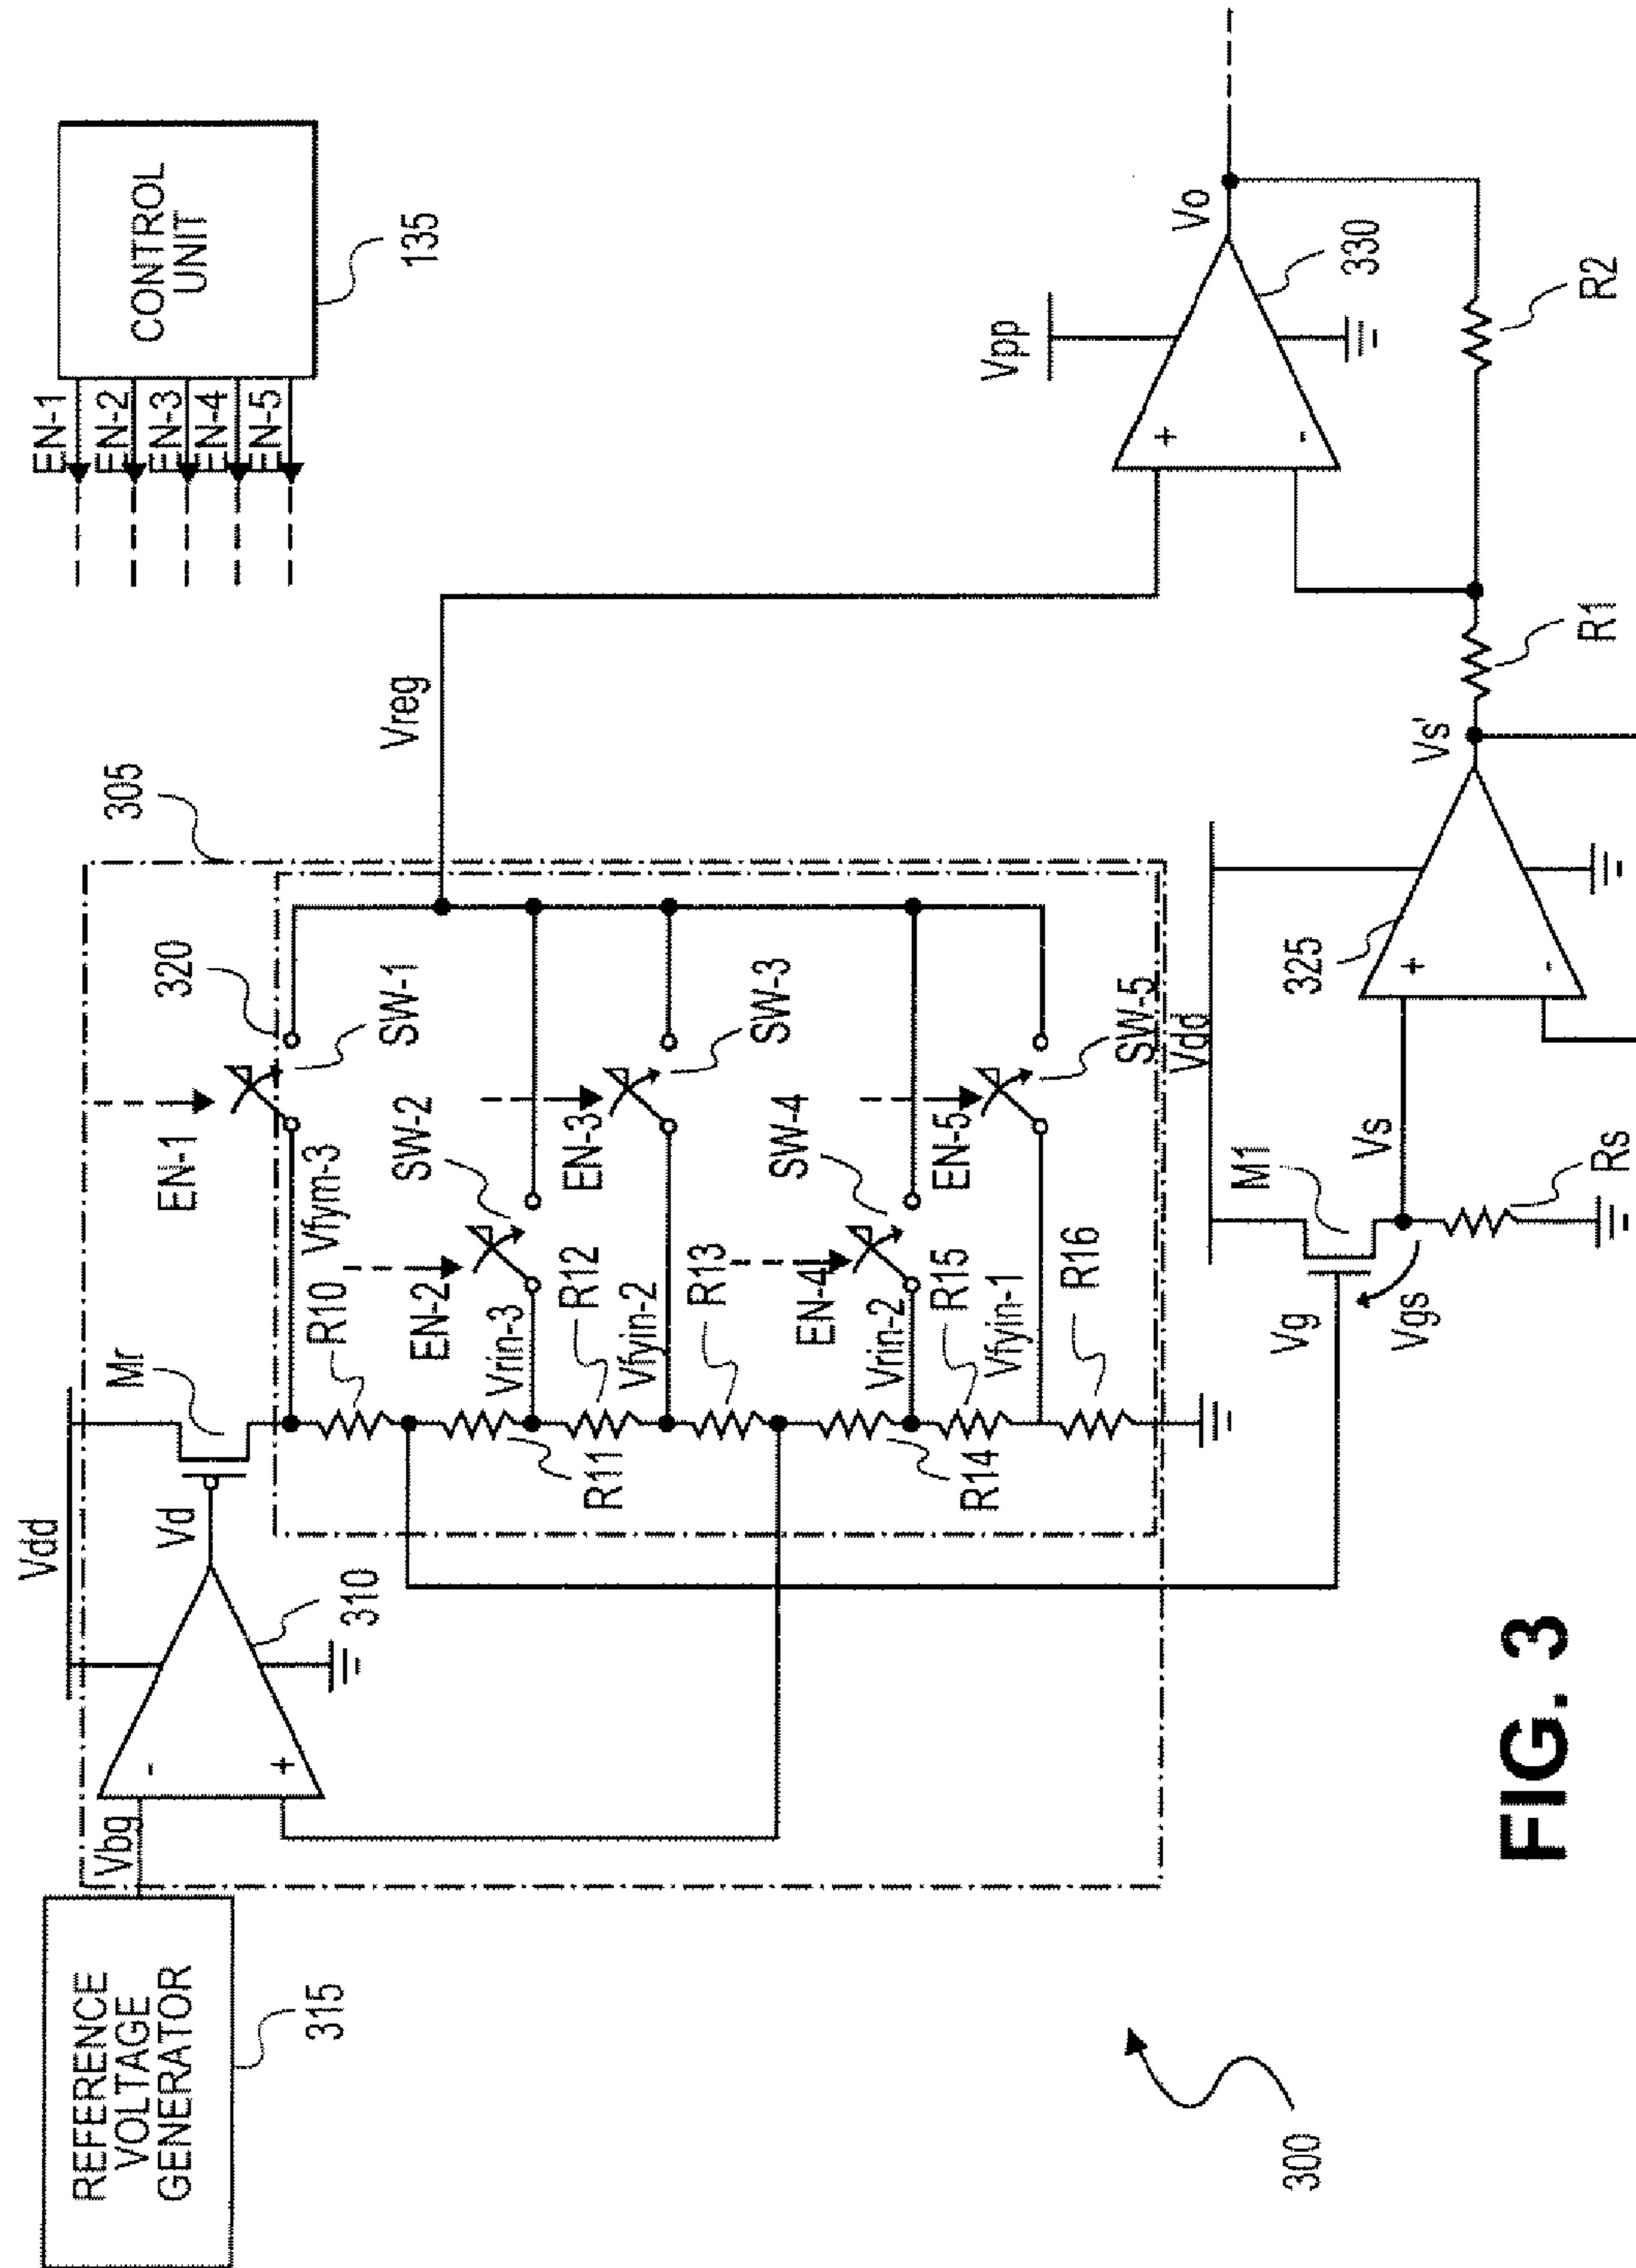 REFERENCE
VOLTAGE
GENERATOR
315
Vbg
-
+
310
Vdd
Vd
Mr
305
320
EN-1
SW-1
Vfym-3
R10
R11
EN-2
SW-2
Vrin-3
R12
EN-3
SW-3
Vfyin-2
R13
R14
EN-4
SW-4
Vrin-2
R15
EN-5
SW-5
Vfyin-1
R16
Vreg
CONTROL
UNIT
135
EN-1
EN-2
EN-3
EN-4
EN-5
Vdd
Vg
Vgs
M1
Vs
Rs
325
+
-
Vs'
R1
R2
Vpp
+
-
330
Vo
300
FIG. 3